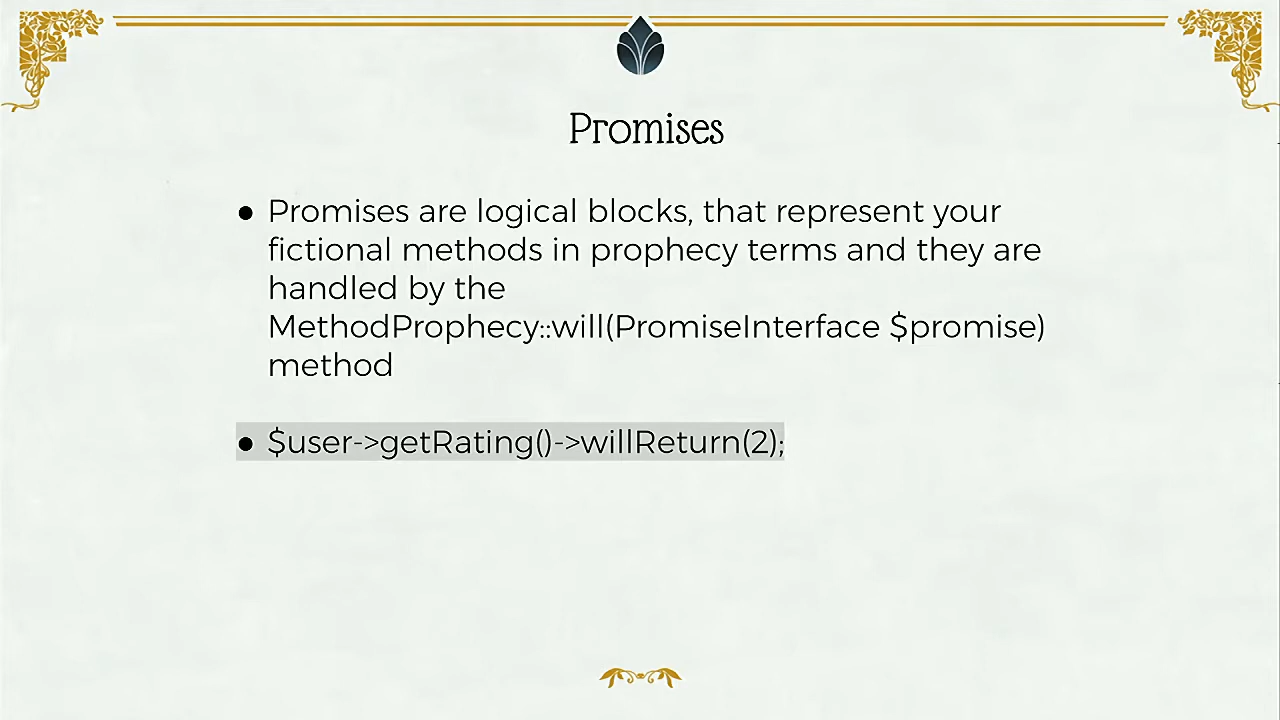 Promises
● Promises are logical blocks, that represent your
fictional methods in prophecy terms and they are
handled by the
MethodProphecy::will(PromiseInterface $promise)
method
● $user->getRating()->willReturn(2);